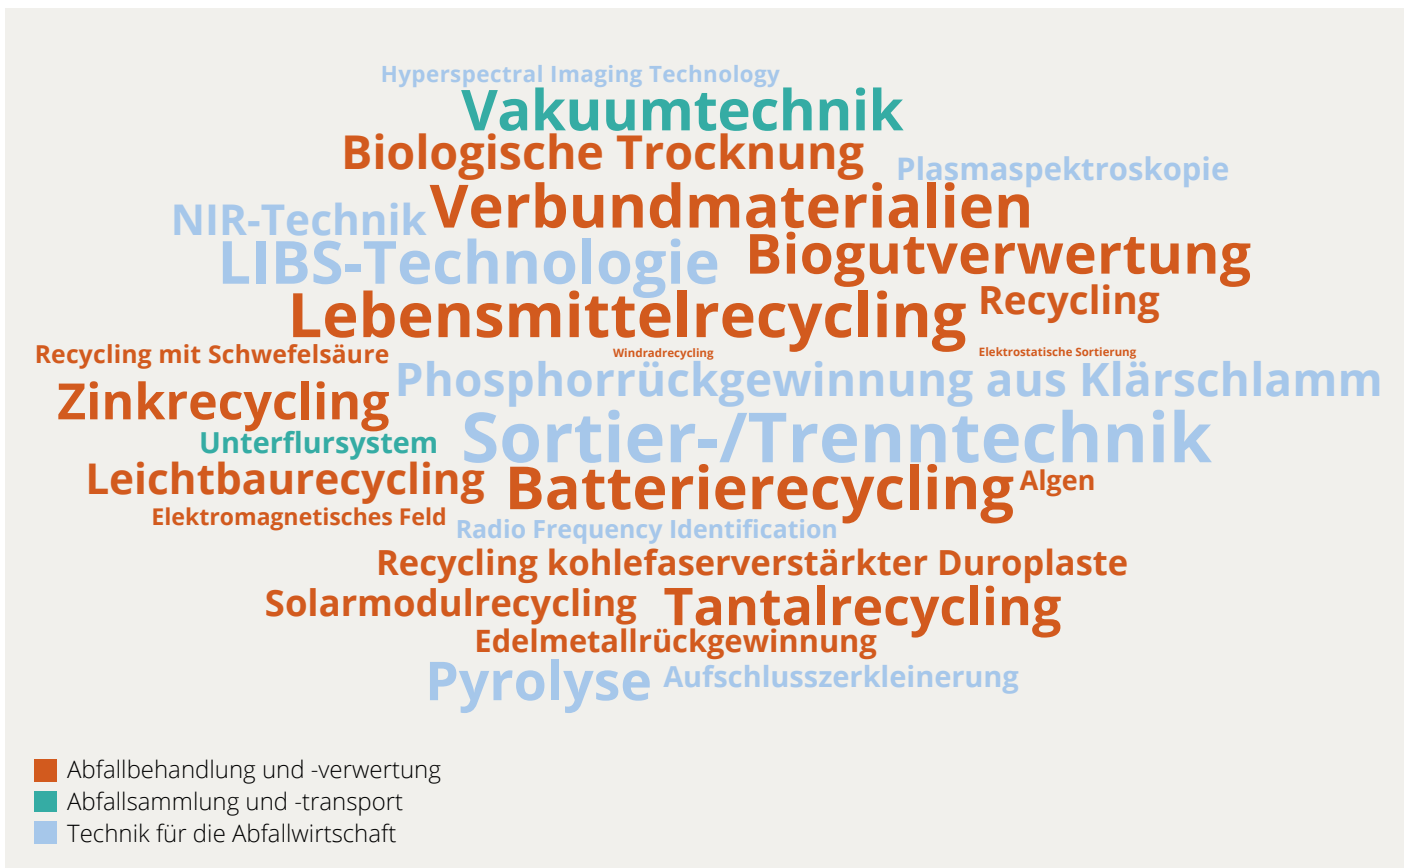 Hyperspectral Imaging Technology
Vakuumtechnik
Biologische Trocknung
Plasmaspektroskopie
Verbundmaterialien
NIR-Technik
LIBS-Technologie
Biogutverwertung
Lebensmittelrecycling
Recycling
Recycling mit Schwefelsäure
Windradrecycling
Elektrostatische Sortierung
Phosphorrückgewinnung aus Klärschlamm
Zinkrecycling
Unterflursystem
Sortier-/Trenntechnik
Leichtbaurecycling
Batterierecycling
Algen
Elektromagnetisches Feld
Radio Frequency Identification
Recycling kohlefaserverstärkter Duroplaste
Solarmodulrecycling
Tantalrecycling
Edelmetallrückgewinnung
Pyrolyse
Aufschlusszerkleinerung
Abfallbehandlung und -verwertung
Abfallsammlung und -transport
Technik für die Abfallwirtschaft